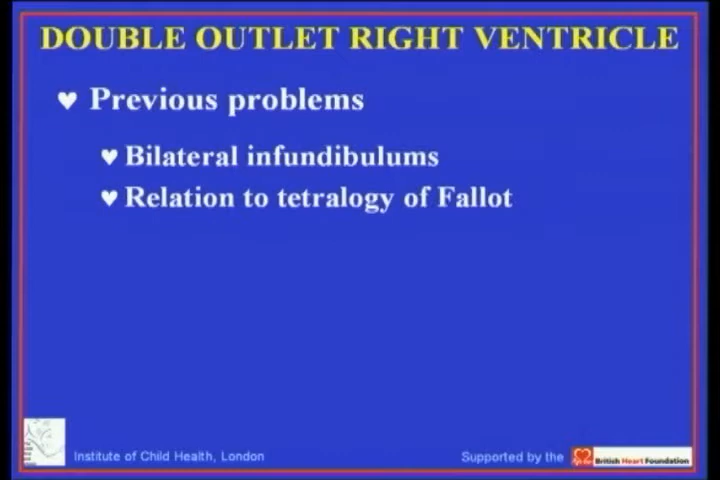 DOUBLE OUTLET RIGHT VENTRICLE
Previous problems
Bilateral infundibulums
Relation to tetralogy of Fallot
Institute of Child Health, London
Supported by the
British Heart Foundation